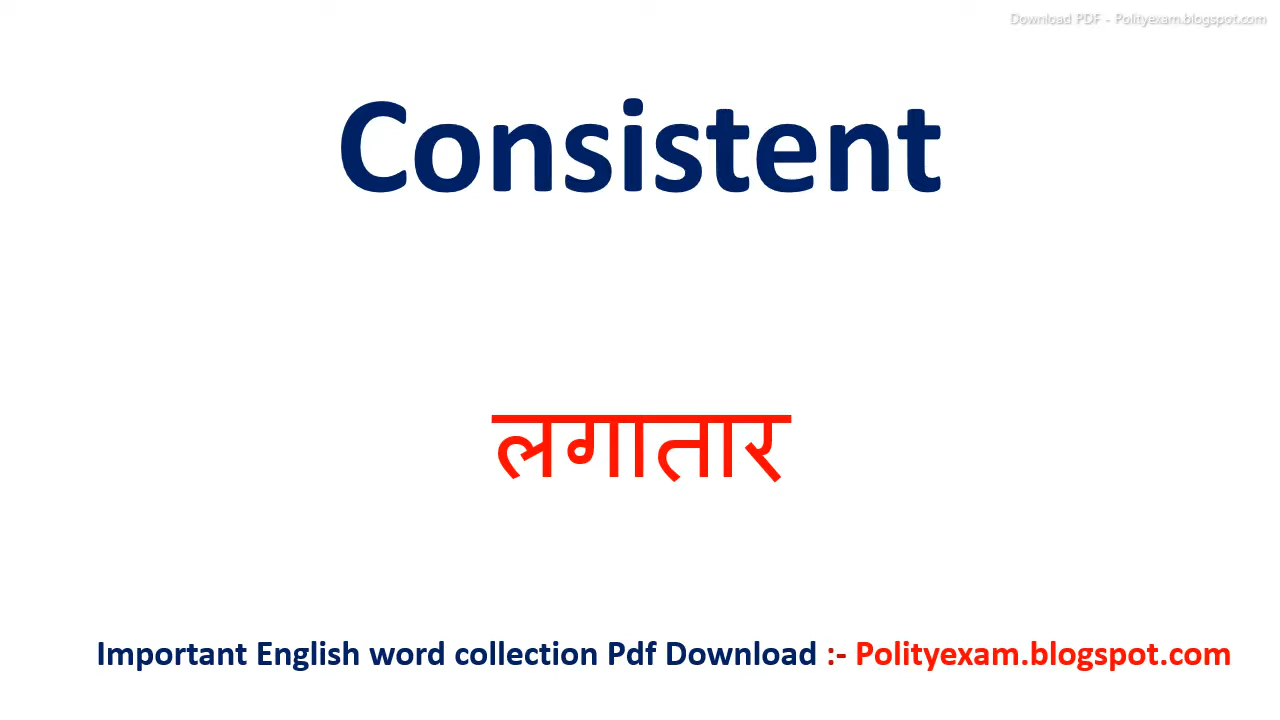 Download PDF - Polityexam.blogspot.com
Consistent
लगातार
Important English word collection Pdf Download :- Polityexam.blogspot.com